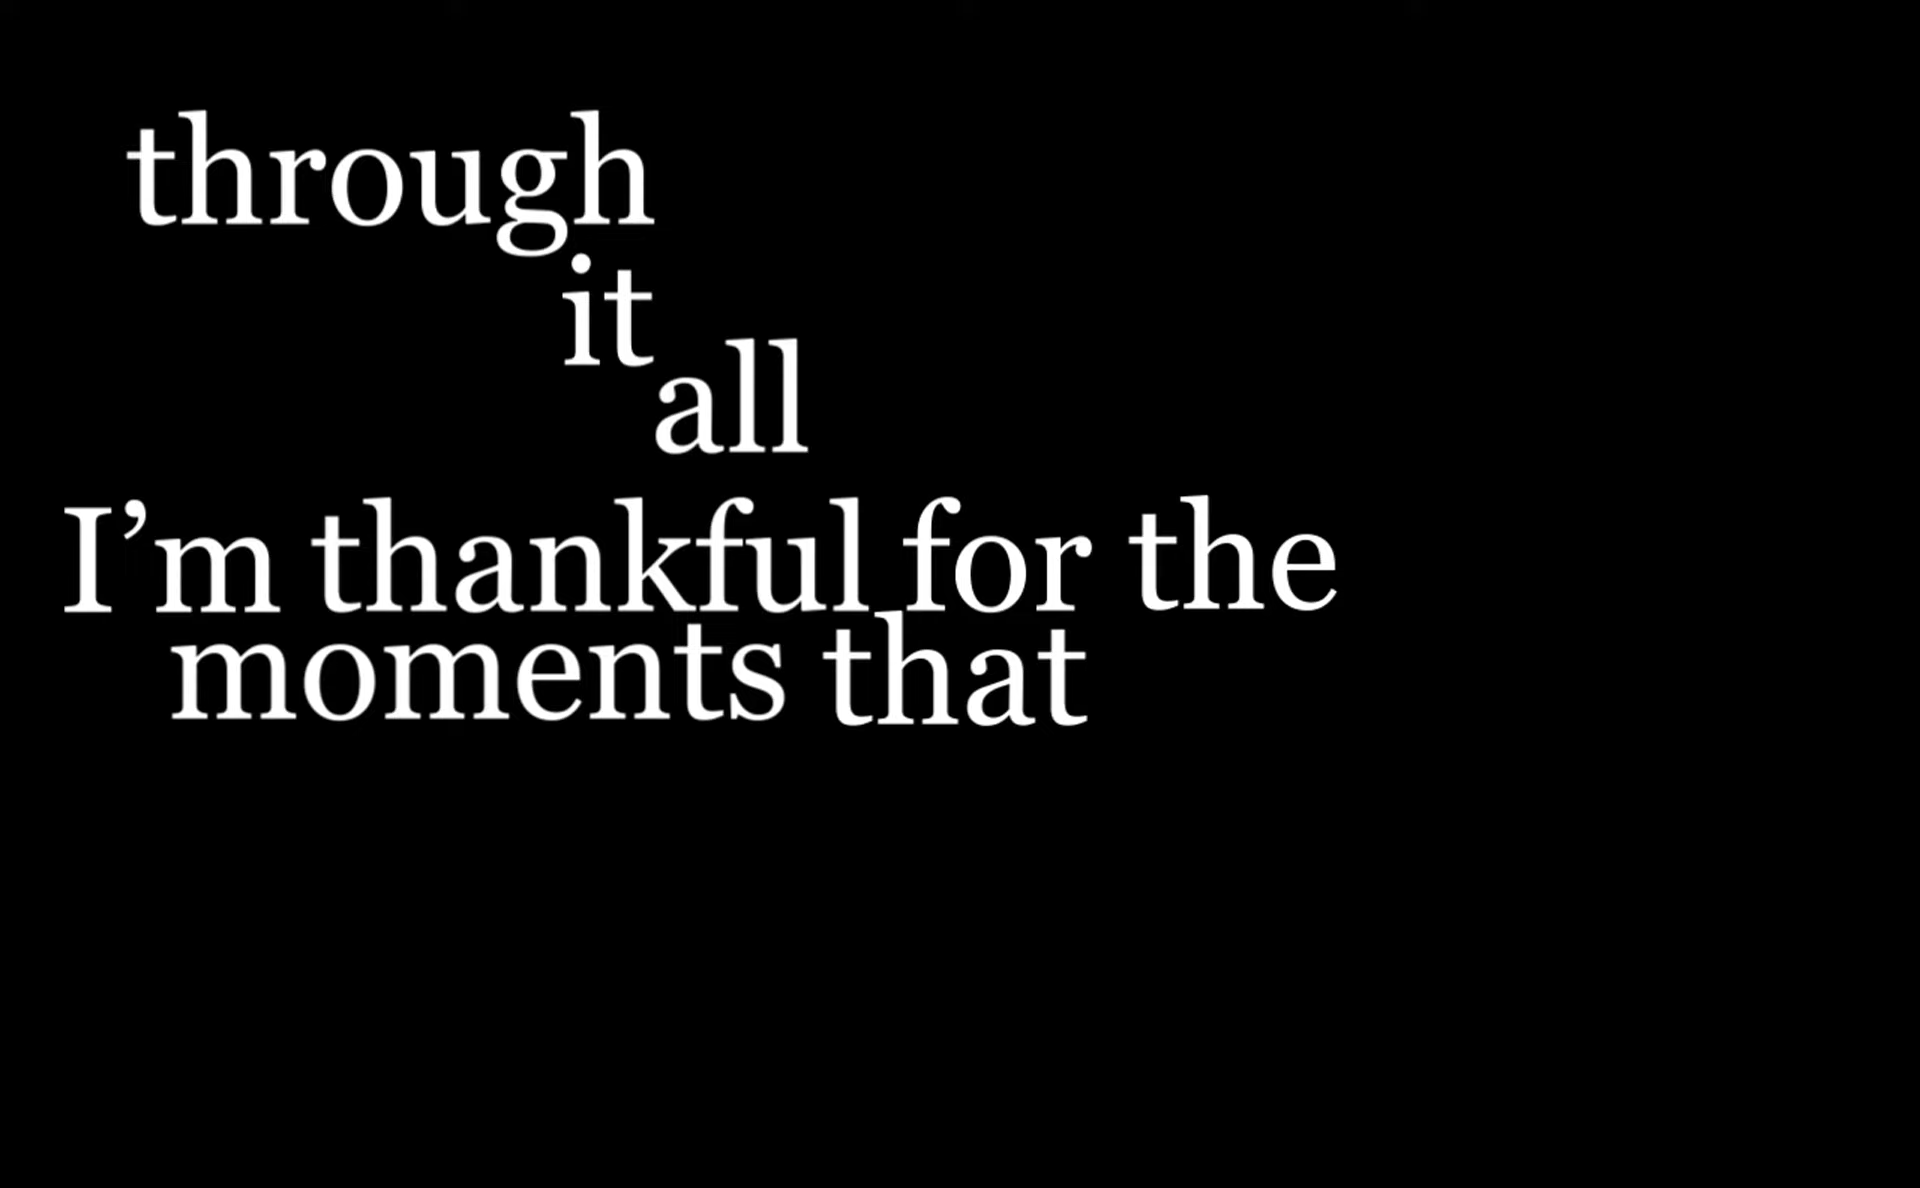 through
it
all
I’m thankful for the
moments that